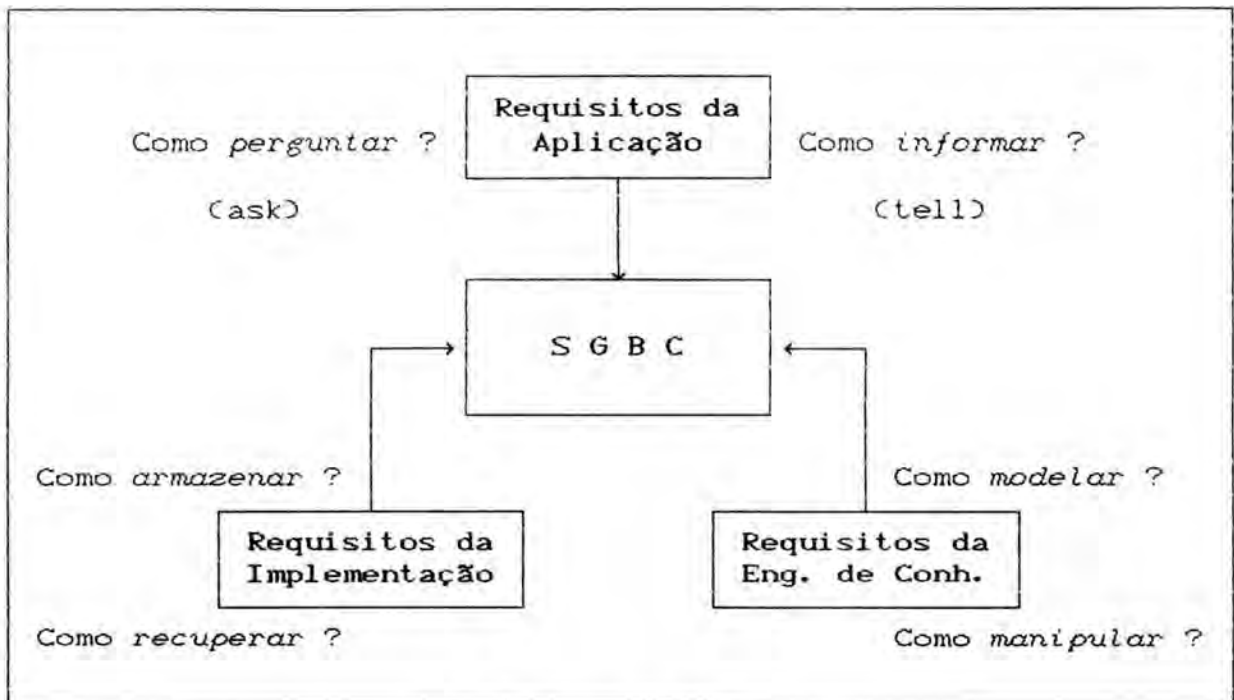 Requisitos da
Aplicação
Como perguntar ?
Como informar ?
(ask)
(tell)
S G B C
Como armazenar ?
Como modelar ?
Requisitos da
Implementação
Requisitos da
Eng. de Conh.
Como recuperar ?
Como manipular ?